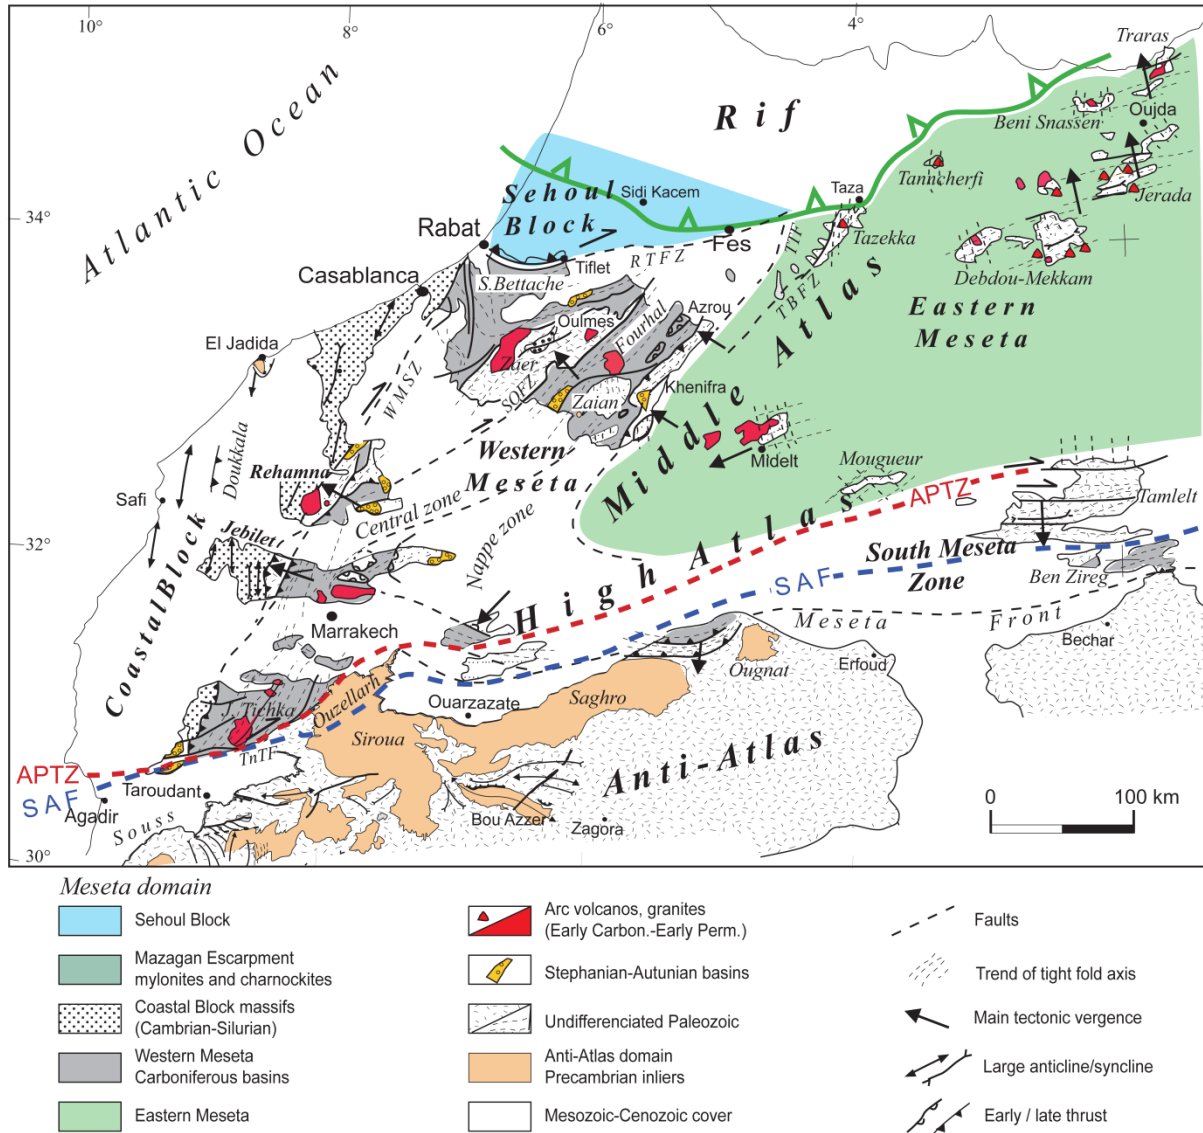 10°
8°
6°
4°
Traras
Atlantic Ocean
Rif
Beni Snassen
Oujda
Sehoul
Block
Sidi Kacem
Taza
Tanncherfi
Jerada
34°
Rabat
Fes
Tazekka
Casablanca
Tiflet
RTFZ
TTF
S.Bettache
TBFZ
Debdou-Mekkam
El Jadida
Oulmes
Azrou
Eastern
Meseta
Fourhal
Zaer
WMSZ
SOFZ
Khenifra
Zaian
Middle Atlas
Doukkala
Western
Meseta
Midelt
Rehamna
Mougueur
APTZ
Safi
Central zone
Tamlelt
32°
Jebilet
Nappe zone
South Meseta
Zone
Coastal Block
High Atlas
SAF
Ben Zireg
Marrakech
Meseta Front
Bechar
Ougnat
Erfoud
Tichka
Ouzellarh
Ouarzazate
Saghro
Siroua
APTZ
TnTF
SAF
Taroudant
Anti-Atlas
0
100 km
Agadir
Souss
Bou Azzer
Zagora
30°
Meseta domain
Sehoul Block
Mazagan Escarpment
mylonites and charnockites
Coastal Block massifs
(Cambrian-Silurian)
Western Meseta
Carboniferous basins
Eastern Meseta
Arc volcanos, granites
(Early Carbon.-Early Perm.)
Stephanian-Autunian basins
Undifferenciated Paleozoic
Anti-Atlas domain
Precambrian inliers
Mesozoic-Cenozoic cover
Faults
Trend of tight fold axis
Main tectonic vergence
Large anticline/syncline
Early / late thrust